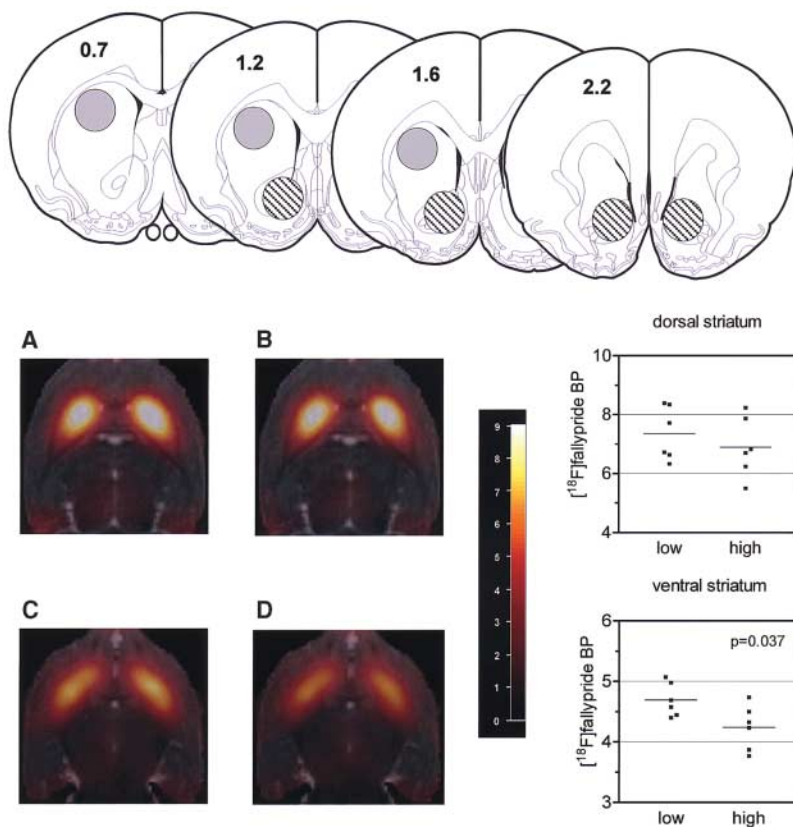 0.7
1.2
1.6
2.2
A
B
C
D
9
8
7
6
5
4
3
2
1
0
dorsal striatum
[¹⁸F]fallypride BP
10
8
6
4
low high
ventral striatum
[¹⁸F]fallypride BP
p=0.037
6
5
4
3
low high